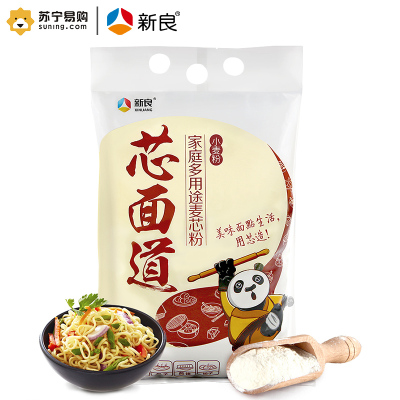 苏宁易购
suning.com
新良®
新良®
XINLIANG
小麦粉
家庭多用途麦芯粉
芯面道
美味面點生活，
用芯造！